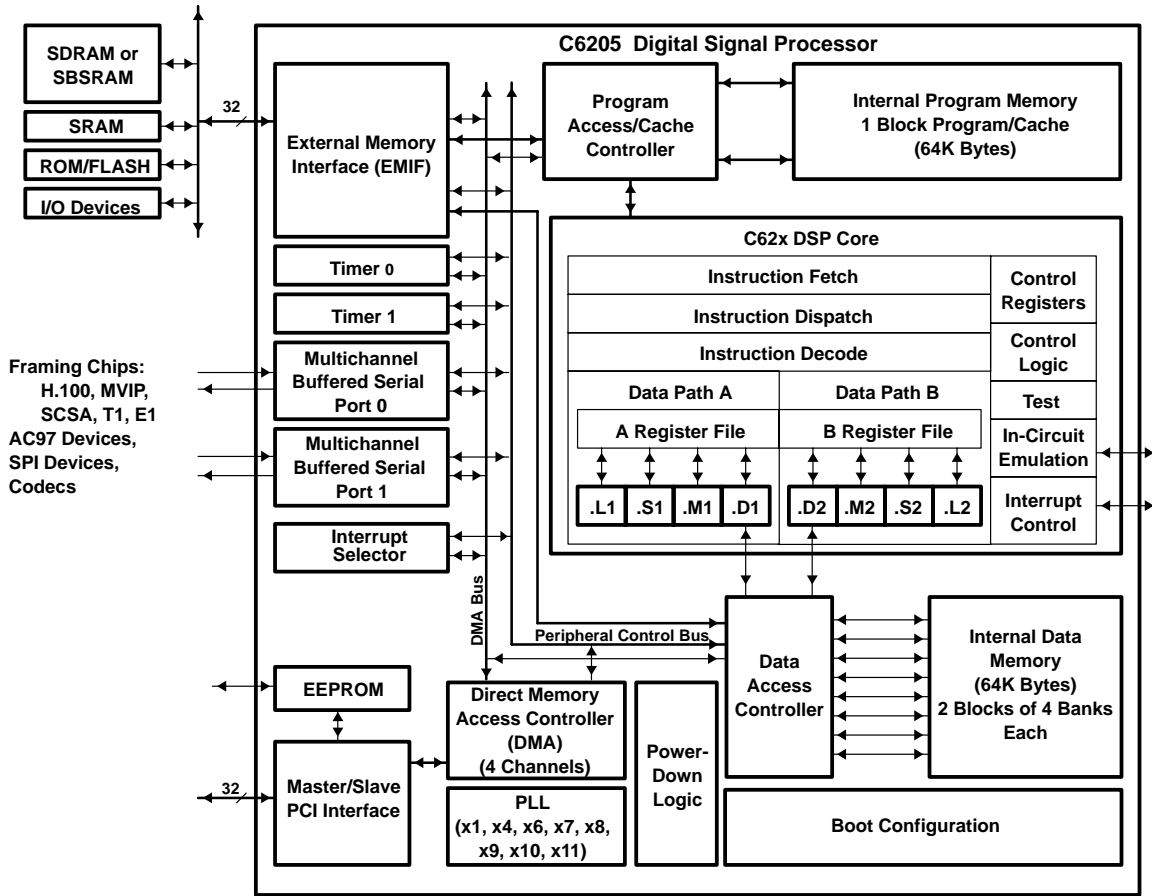 C6205 Digital Signal Processor
SDRAM or
SBSRAM
SRAM
ROM/FLASH
I/O Devices
32
External Memory
Interface (EMIF)
Program
Access/Cache
Controller
Internal Program Memory
1 Block Program/Cache
(64K Bytes)
Timer 0
Timer 1
Framing Chips:
H.100, MVIP,
SCSA, T1, E1
AC97 Devices,
SPI Devices,
Codecs
Multichannel
Buffered Serial
Port 0
Multichannel
Buffered Serial
Port 1
Interrupt
Selector
C62x DSP Core
Instruction Fetch
Instruction Dispatch
Instruction Decode
Data Path A
Data Path B
A Register File
B Register File
.L1
.S1
.M1
.D1
.D2
.M2
.S2
.L2
Control
Registers
Control
Logic
Test
In-Circuit
Emulation
Interrupt
Control
DMA Bus
Peripheral Control Bus
EEPROM
32
Master/Slave
PCI Interface
Direct Memory
Access Controller
(DMA)
(4 Channels)
PLL
(x1, x4, x6, x7, x8,
x9, x10, x11)
Power-
Down
Logic
Data
Access
Controller
Internal Data
Memory
(64K Bytes)
2 Blocks of 4 Banks
Each
Boot Configuration